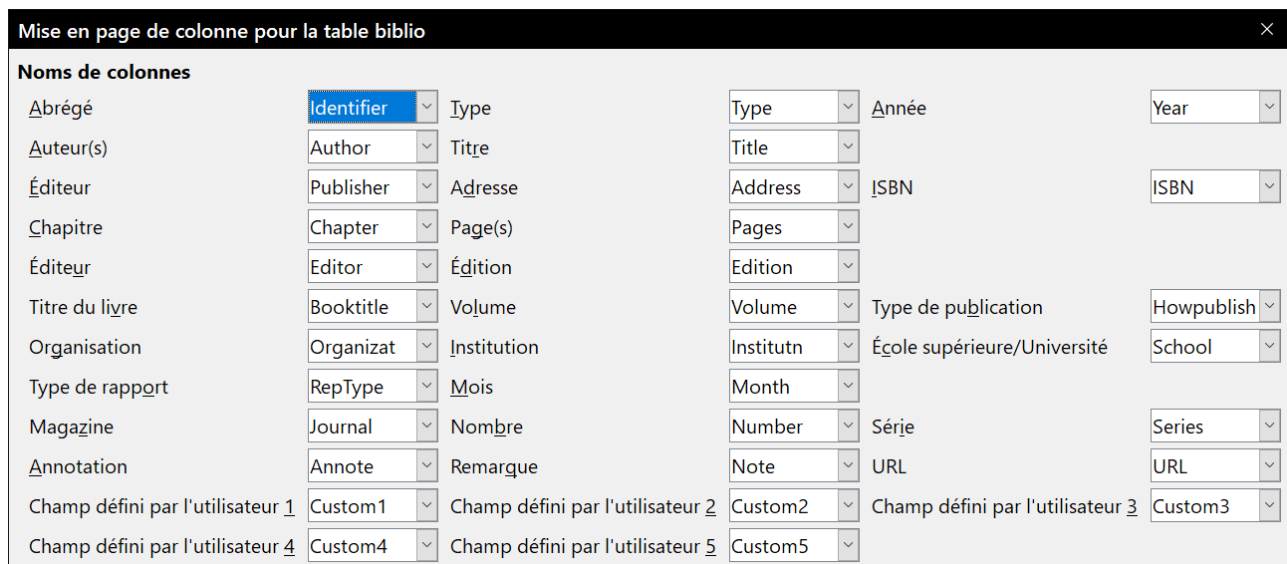 Mise en page de colonne pour la table biblio
Noms de colonnes
Abrégé Identifier Type Type Année Year
Auteur(s) Author Titre Title
Éditeur Publisher Adresse Address ISBN ISBN
Chapitre Chapter Page(s) Pages
Éditeur Editor Édition Edition
Titre du livre Booktitle Volume Volume Type de publication Howpublish
Organisation Organizat Institution Institutn École supérieure/Université School
Type de rapport RepType Mois Month
Magazine Journal Nombre Number Série Series
Annotation Annote Remarque Note URL URL
Champ défini par l'utilisateur 1 Custom1 Champ défini par l'utilisateur 2 Custom2 Champ défini par l'utilisateur 3 Custom3
Champ défini par l'utilisateur 4 Custom4 Champ défini par l'utilisateur 5 Custom5